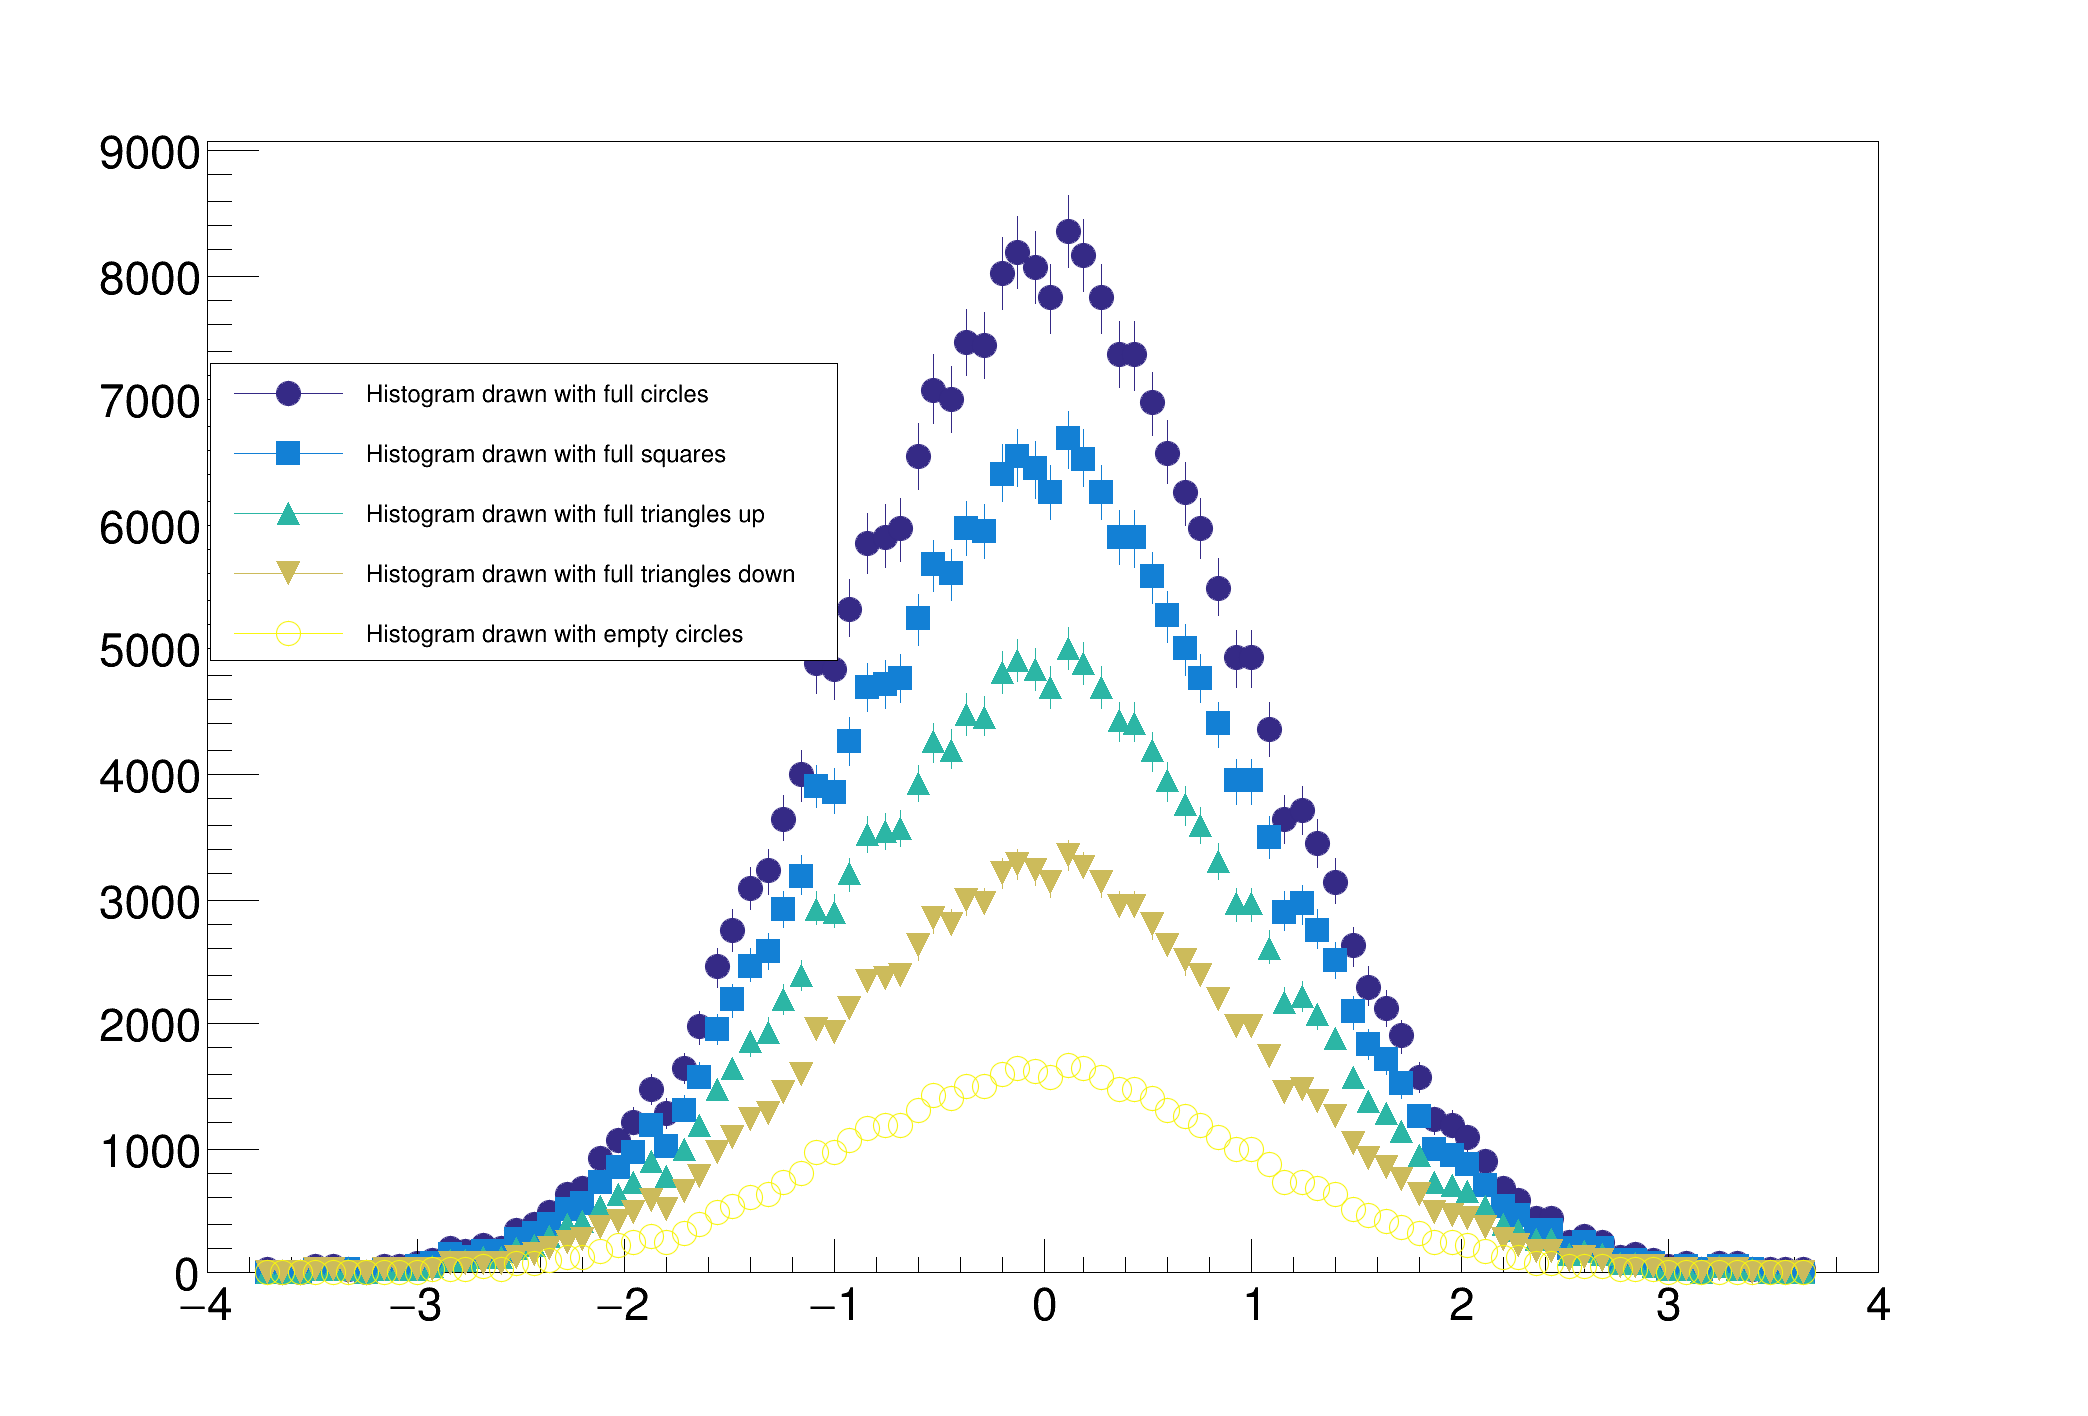 9000
8000
7000
6000
5000
4000
3000
2000
1000
0
Histogram drawn with full circles
Histogram drawn with full squares
Histogram drawn with full triangles up
Histogram drawn with full triangles down
Histogram drawn with empty circles
−4 −3 −2 −1 0 1 2 3 4